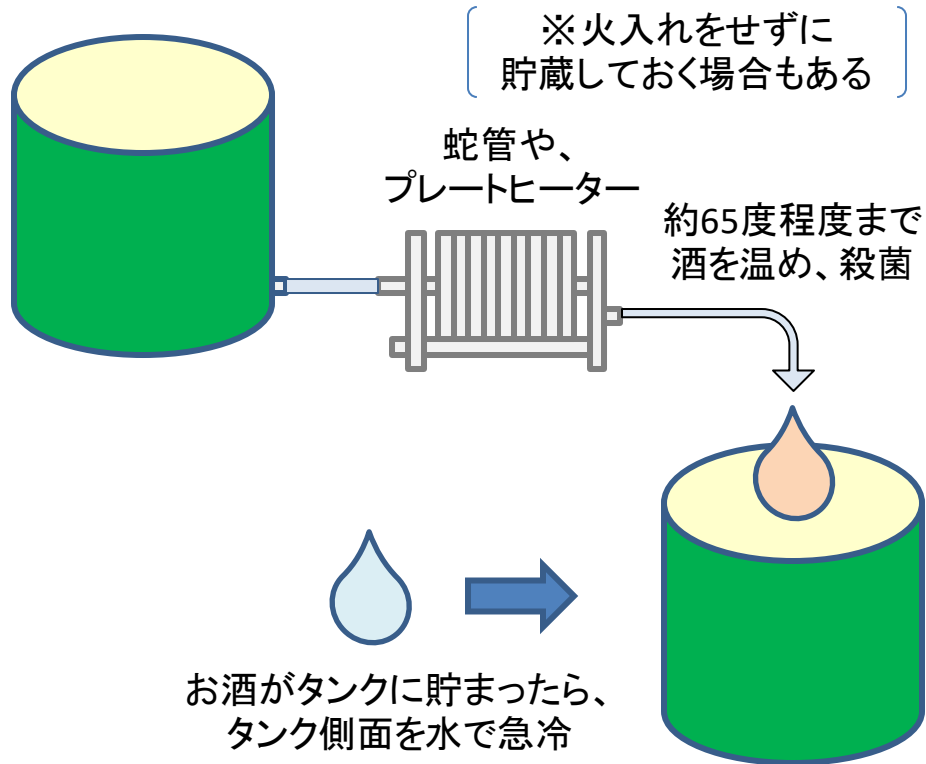 ※火入れをせずに
貯蔵しておく場合もある
蛇管や、
プレートヒーター
約65度程度まで
酒を温め、殺菌
お酒がタンクに貯まったら、
タンク側面を水で急冷